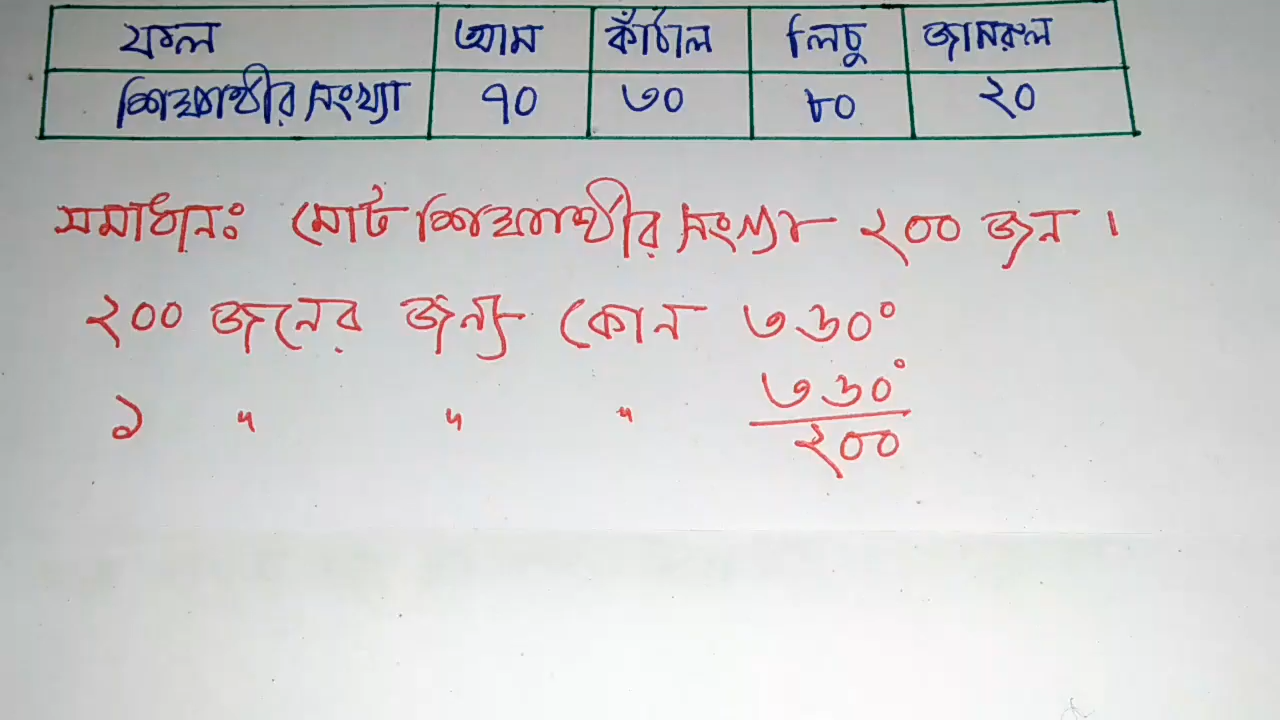 ফল আম কাঁঠাল লিচু জামরুল
শিক্ষার্থীর সংখ্যা ৭০ ৩০ ৮০ ২০
সমাধানঃ মোট শিক্ষার্থীর সংখ্যা ২০০ জন ।
২০০ জনের জন্য কোন ৩৬০°
১ " " " ৩৬০°
২০০